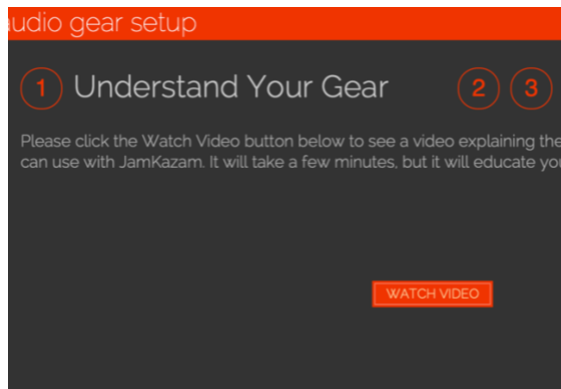 audio gear setup
1 Understand Your Gear 2 3
Please click the Watch Video button below to see a video explaining the
can use with JamKazam. It will take a few minutes, but it will educate you
WATCH VIDEO